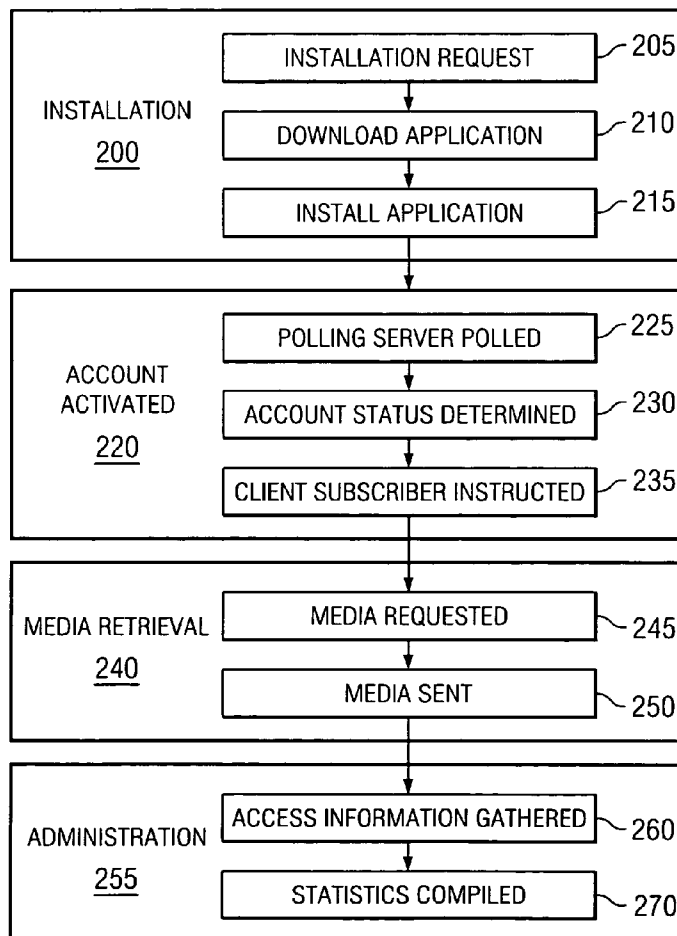 INSTALLATION
200
INSTALLATION REQUEST
205
DOWNLOAD APPLICATION
210
INSTALL APPLICATION
215
ACCOUNT
ACTIVATED
220
POLLING SERVER POLLED
225
ACCOUNT STATUS DETERMINED
230
CLIENT SUBSCRIBER INSTRUCTED
235
MEDIA RETRIEVAL
240
MEDIA REQUESTED
245
MEDIA SENT
250
ADMINISTRATION
255
ACCESS INFORMATION GATHERED
260
STATISTICS COMPILED
270